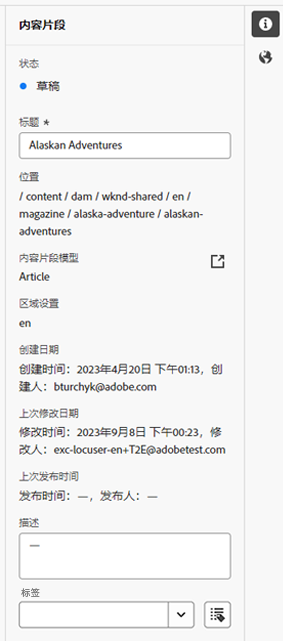 内容片段
状态
草稿
标题 *
Alaskan Adventures
位置
/ content / dam / wknd-shared / en /
magazine / alaska-adventure / alaskan-
adventures
内容片段模型
Article
区域设置
en
创建日期
创建时间：2023年4月20日 下午01:13，创
建人：bturchyk@adobe.com
上次修改日期
修改时间：2023年9月8日 下午00:23，修
改人：exc-locuser-en+T2E@adobetest.com
上次发布时间
发布时间：—，发布人：—
描述
—
标签